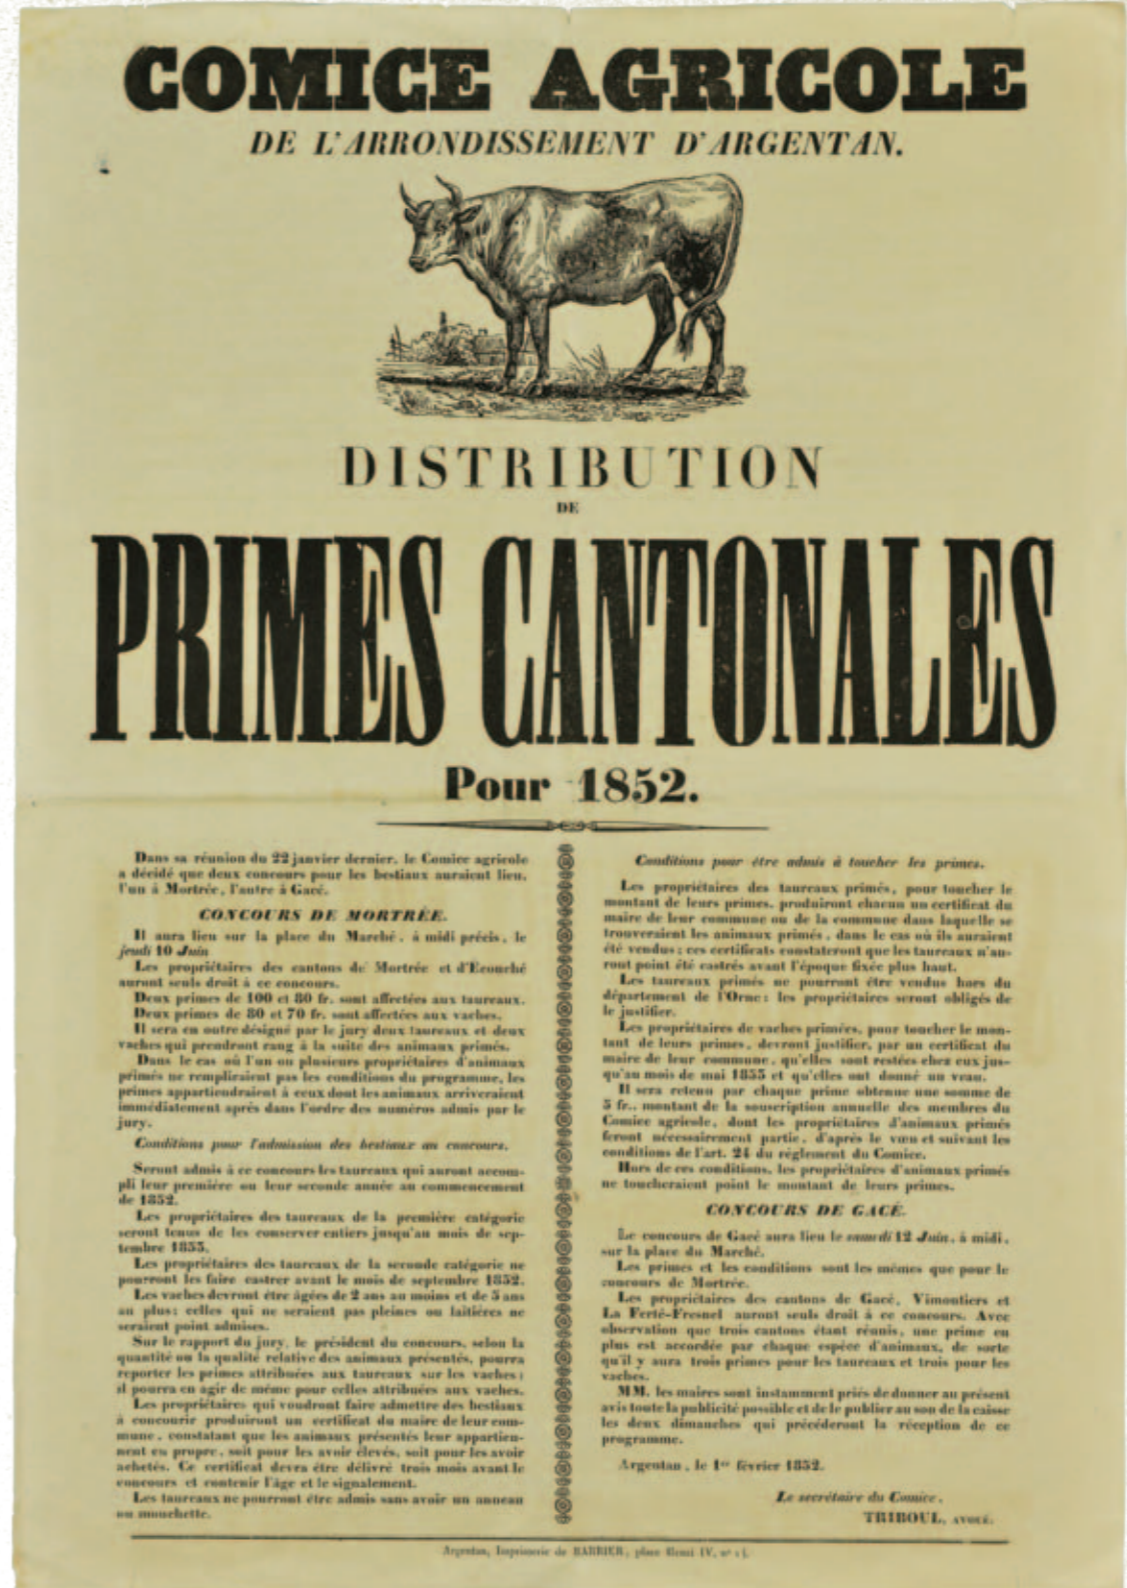 COMICE AGRICOLE
DE L'ARRONDISSEMENT D'ARGENTAN.
DISTRIBUTION
DE
PRIMES CANTONALES
Pour 1852.
Dans sa réunion du 22 janvier dernier, le Comice agricole
a décidé que deux concours pour les bestiaux auraient lieu,
l'un à Mortrée, l'autre à Gacé.
CONCOURS DE MORTRÉE.
Il aura lieu sur la place du Marché, à midi précis, le
jeudi 10 Juin
Les propriétaires des cantons de Mortrée et d'Ecouché
auront seuls droit à ce concours.
Deux primes de 100 et 80 fr. sont affectées aux taureaux.
Deux primes de 80 et 70 fr. sont affectées aux vaches.
Il sera en outre désigné par le jury deux taureaux et deux
vaches qui prendront rang à la suite des animaux primés.
Dans le cas où l'un ou plusieurs propriétaires d'animaux
primés ne rempliraient pas les conditions du programme, les
primes appartiendraient à ceux dont les animaux arriveraient
immédiatement après dans l'ordre des numéros admis par le
jury.
Conditions pour l'admission des bestiaux au concours.
Seront admis à ce concours les taureaux qui auront accom-
pli leur première ou leur seconde année au commencement
de 1852.
Les propriétaires des taureaux de la première catégorie
seront tenus de les conserver entiers jusqu'au mois de sep-
tembre 1853.
Les propriétaires des taureaux de la seconde catégorie ne
pourront les faire castrer avant le mois de septembre 1852.
Les vaches devront être âgées de 2 ans au moins et de 5 ans
au plus; celles qui ne seraient pas pleines ou laitières ne
seraient point admises.
Sur le rapport du jury, le président du concours, selon la
quantité ou la qualité relative des animaux présentés, pourra
reporter les primes attribuées aux taureaux sur les vaches;
il pourra en agir de même pour celles attribuées aux vaches.
Les propriétaires qui voudront faire admettre des bestiaux
à concourir produiront un certificat du maire de leur com-
mune, constatant que les animaux présentés leur appartien-
nent en propre, soit pour les avoir élevés, soit pour les avoir
achetés. Ce certificat devra être délivré trois mois avant le
concours et contenir l'âge et le signalement.
Les taureaux ne pourront être admis sans avoir un anneau
ou mouchette.
Conditions pour être admis à toucher les primes.
Les propriétaires des taureaux primés, pour toucher le
montant de leurs primes, produiront chacun un certificat du
maire de leur commune ou de la commune dans laquelle se
trouveraient les animaux primés, dans le cas où ils auraient
été vendus; ces certificats constateront que les taureaux n'au-
ront point été castrés avant l'époque fixée plus haut.
Les taureaux primés ne pourront être vendus hors du
département de l'Orne; les propriétaires seront obligés de
le justifier.
Les propriétaires de vaches primées, pour toucher le mon-
tant de leurs primes, devront justifier, par un certificat du
maire de leur commune, qu'elles sont restées chez eux jus-
qu'au mois de mai 1853 et qu'elles ont donné un veau.
Il sera retenu par chaque prime obtenue une somme de
5 fr., montant de la souscription annuelle des membres du
Comice agricole, dont les propriétaires d'animaux primés
feront nécessairement partie, d'après le vœu et suivant les
conditions de l'art. 24 du règlement du Comice.
Hors de ces conditions, les propriétaires d'animaux primés
ne toucheraient point le montant de leurs primes.
CONCOURS DE GACÉ.
Le concours de Gacé aura lieu le samedi 12 Juin, à midi,
sur la place du Marché.
Les primes et les conditions sont les mêmes que pour le
concours de Mortrée.
Les propriétaires des cantons de Gacé, Vimoutiers et
La Ferté-Fresnel auront seuls droit à ce concours. Avec
observation que trois cantons étant réunis, une prime en
plus est accordée par chaque espèce d'animaux, de sorte
qu'il y aura trois primes pour les taureaux et trois pour les
vaches.
MM. les maires sont instamment priés de donner au présent
avis toute la publicité possible et de le publier au son de la caisse
les deux dimanches qui précéderont la réception de ce
programme.
Argentan, le 1er février 1852.
Le secrétaire du Comice,
TRIBOUL, AVOUÉ.
Argentan, Imprimerie de BARBIER, place Henri IV, n°